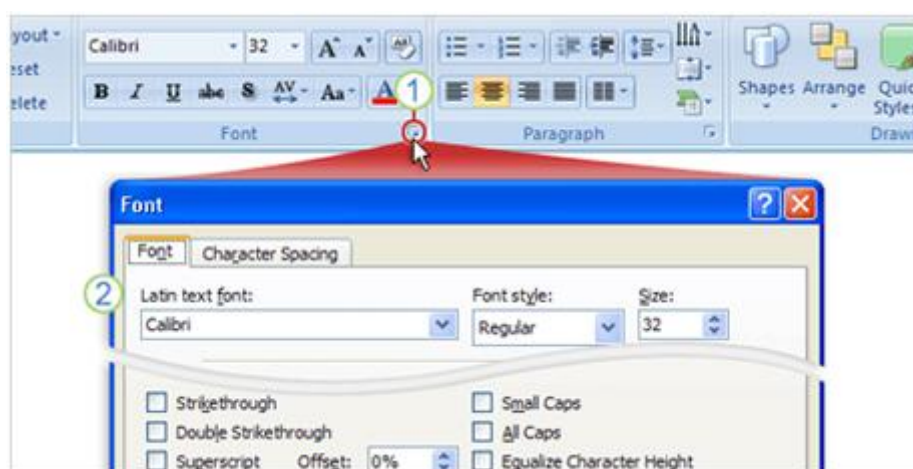 yout
Calibri 32 A A
Shapes Arrange Quic
Styles
eset
elete
B I U abc S AV Aa A 1
Font Paragraph Draw
Font
Font Character Spacing
2
Latin text font: Font style: Size:
Calibri Regular 32
Strikethrough Small Caps
Double Strikethrough All Caps
Superscript Offset: 0% Equalize Character Height